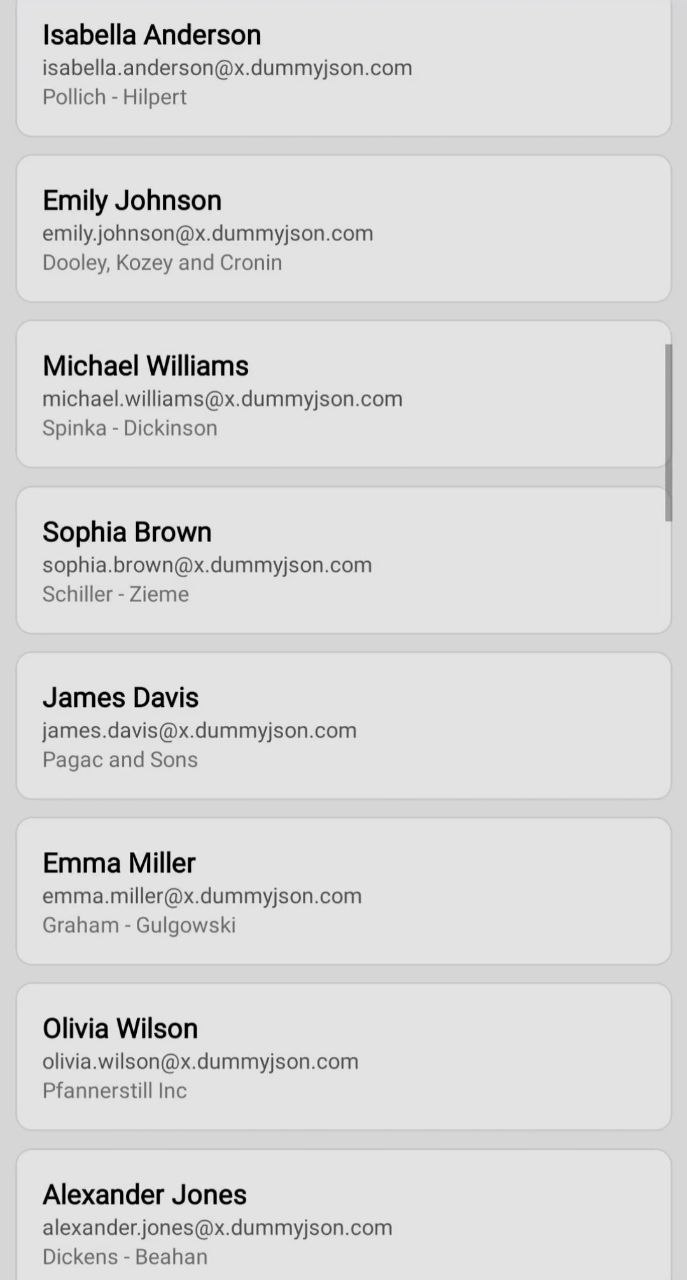 Isabella Anderson
isabella.anderson@x.dummyjson.com
Pollich - Hilpert
Emily Johnson
emily.johnson@x.dummyjson.com
Dooley, Kozey and Cronin
Michael Williams
michael.williams@x.dummyjson.com
Spinka - Dickinson
Sophia Brown
sophia.brown@x.dummyjson.com
Schiller - Zieme
James Davis
james.davis@x.dummyjson.com
Pagac and Sons
Emma Miller
emma.miller@x.dummyjson.com
Graham - Gulgowski
Olivia Wilson
olivia.wilson@x.dummyjson.com
Pfannerstill Inc
Alexander Jones
alexander.jones@x.dummyjson.com
Dickens - Beahan